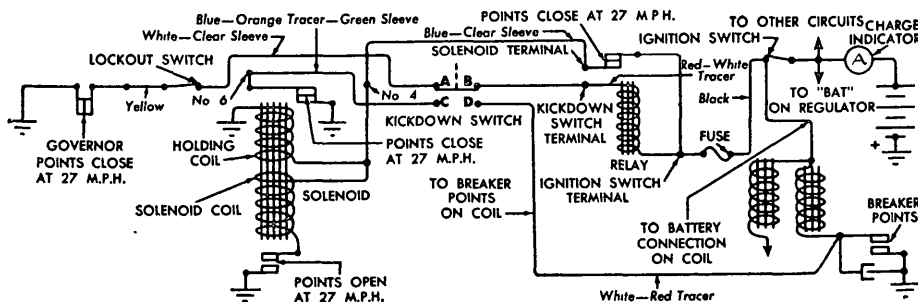 Blue—Orange Tracer—Green Sleeve
White—Clear Sleeve
LOCKOUT SWITCH
Yellow
No 6
GOVERNOR
POINTS CLOSE
AT 27 M.P.H.
HOLDING
COIL
SOLENOID COIL
SOLENOID
POINTS OPEN
AT 27 M.P.H.
POINTS CLOSE
AT 27 M.P.H.
No 4
A B
C D
KICKDOWN SWITCH
Blue—Clear Sleeve
SOLENOID TERMINAL
POINTS CLOSE AT 27 M.P.H.
Red—White
Tracer
KICKDOWN
SWITCH
TERMINAL
RELAY
TO BREAKER
POINTS
ON COIL
IGNITION SWITCH
TERMINAL
FUSE
Black
TO OTHER CIRCUITS
IGNITION SWITCH
CHARGE
INDICATOR
A
TO "BAT"
ON REGULATOR
+
TO BATTERY
CONNECTION
ON COIL
BREAKER
POINTS
White—Red Tracer